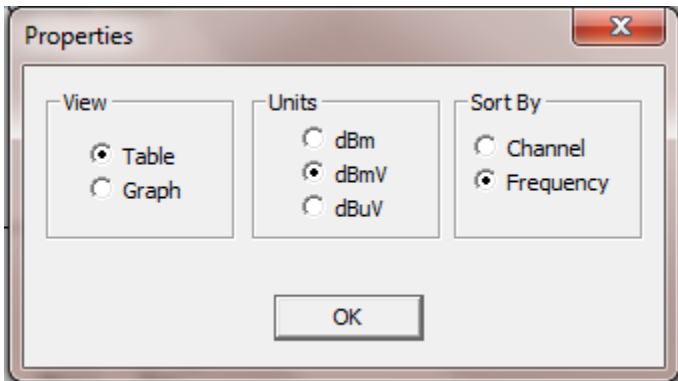 Properties
View
Table
Graph
Units
dBm
dBmV
dBuV
Sort By
Channel
Frequency
OK